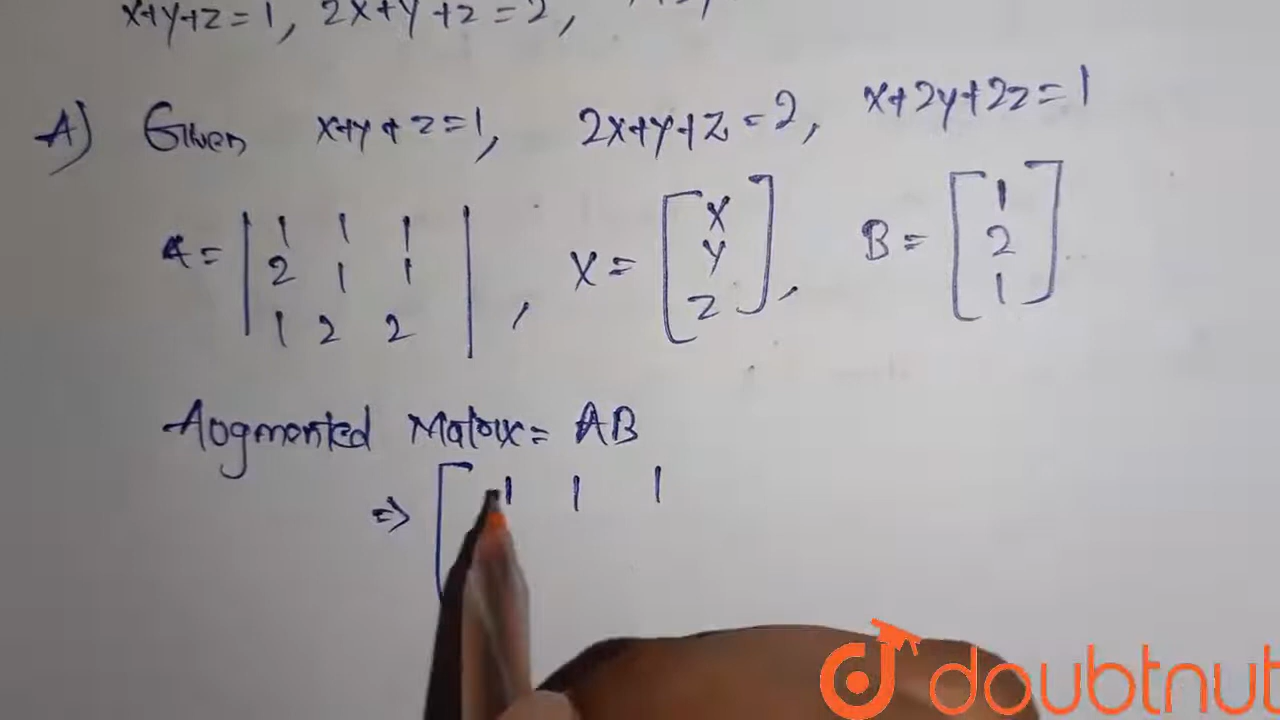 x+y+z=1, 2x+y+z=2,
A) Given x+y+z=1, 2x+y+z=2, x+2y+2z=1
A = | 1 1 1 | , X = [ x ] , B = [ 1 ]
2 1 1 y 2
1 2 2 z 1
Augmented Matrix = AB
⇒ [ 1 1 1
doubtnut